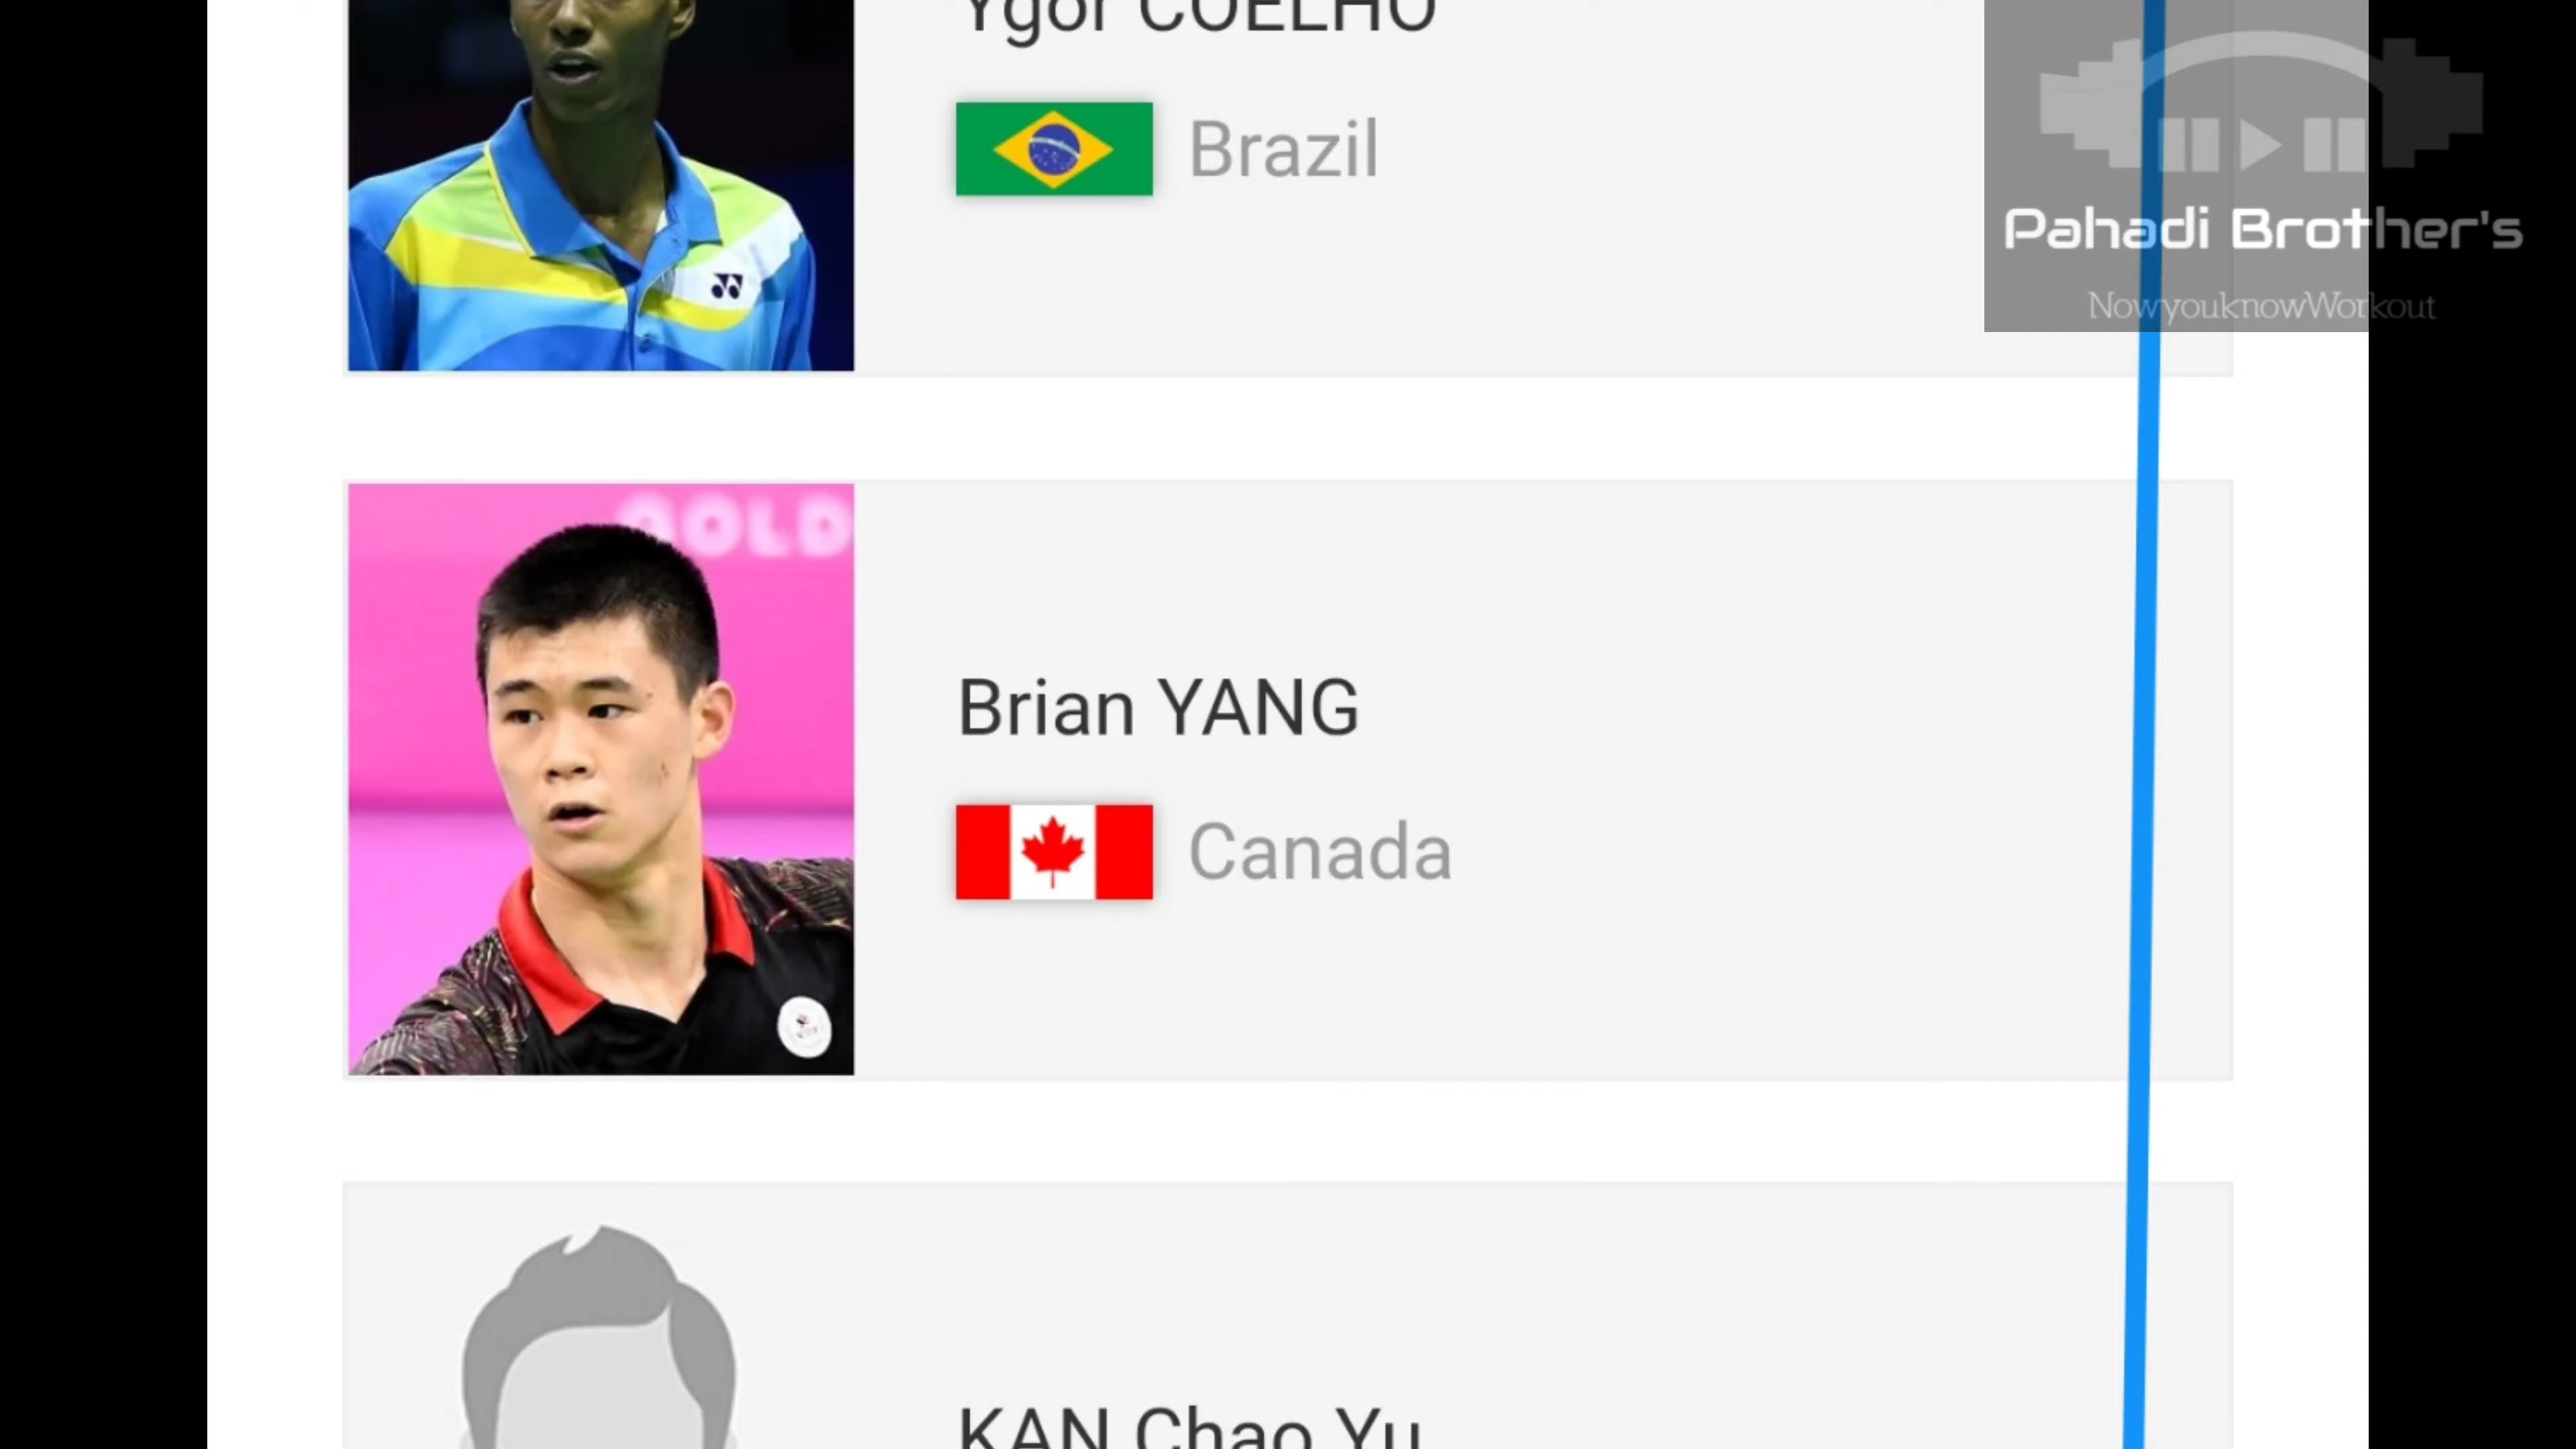 Ygor COELHO
Brazil
Pahadi Brother's
NowyouknowWorkout
GOLD
Brian YANG
Canada
KAN Chao Yu